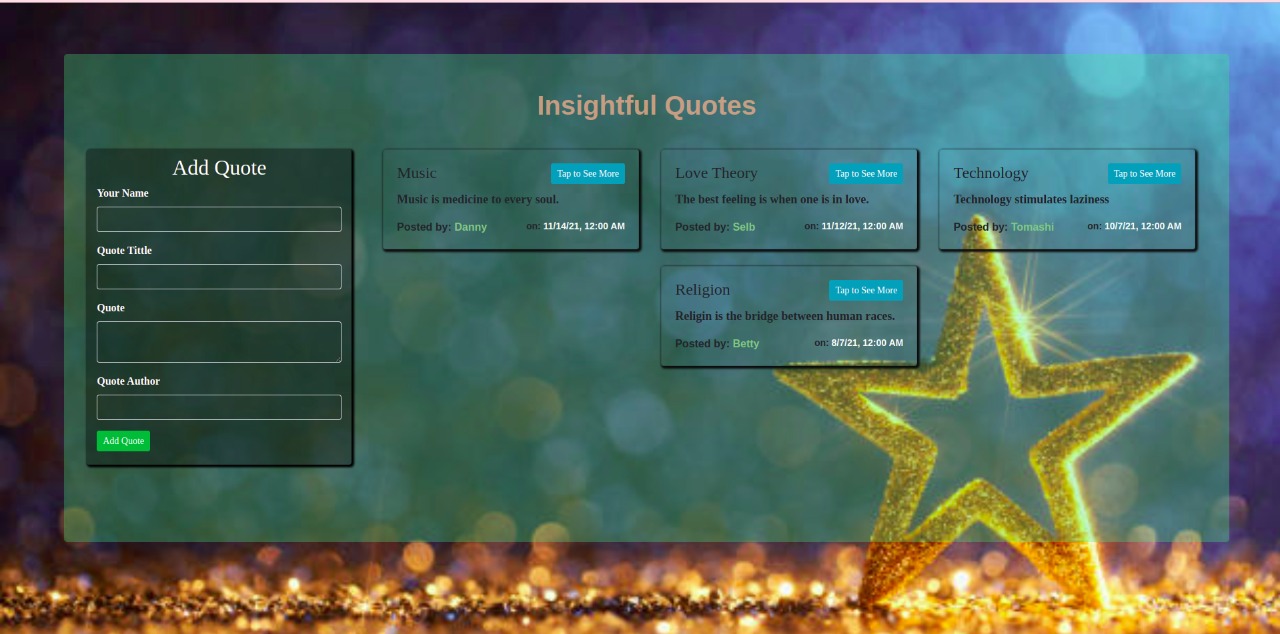 Insightful Quotes
Add Quote
Your Name
Quote Tittle
Quote
Quote Author
Add Quote
Music
Tap to See More
Music is medicine to every soul.
Posted by: Danny
on: 11/14/21, 12:00 AM
Love Theory
Tap to See More
The best feeling is when one is in love.
Posted by: Selb
on: 11/12/21, 12:00 AM
Technology
Tap to See More
Technology stimulates laziness
Posted by: Tomashi
on: 10/7/21, 12:00 AM
Religion
Tap to See More
Religin is the bridge between human races.
Posted by: Betty
on: 8/7/21, 12:00 AM